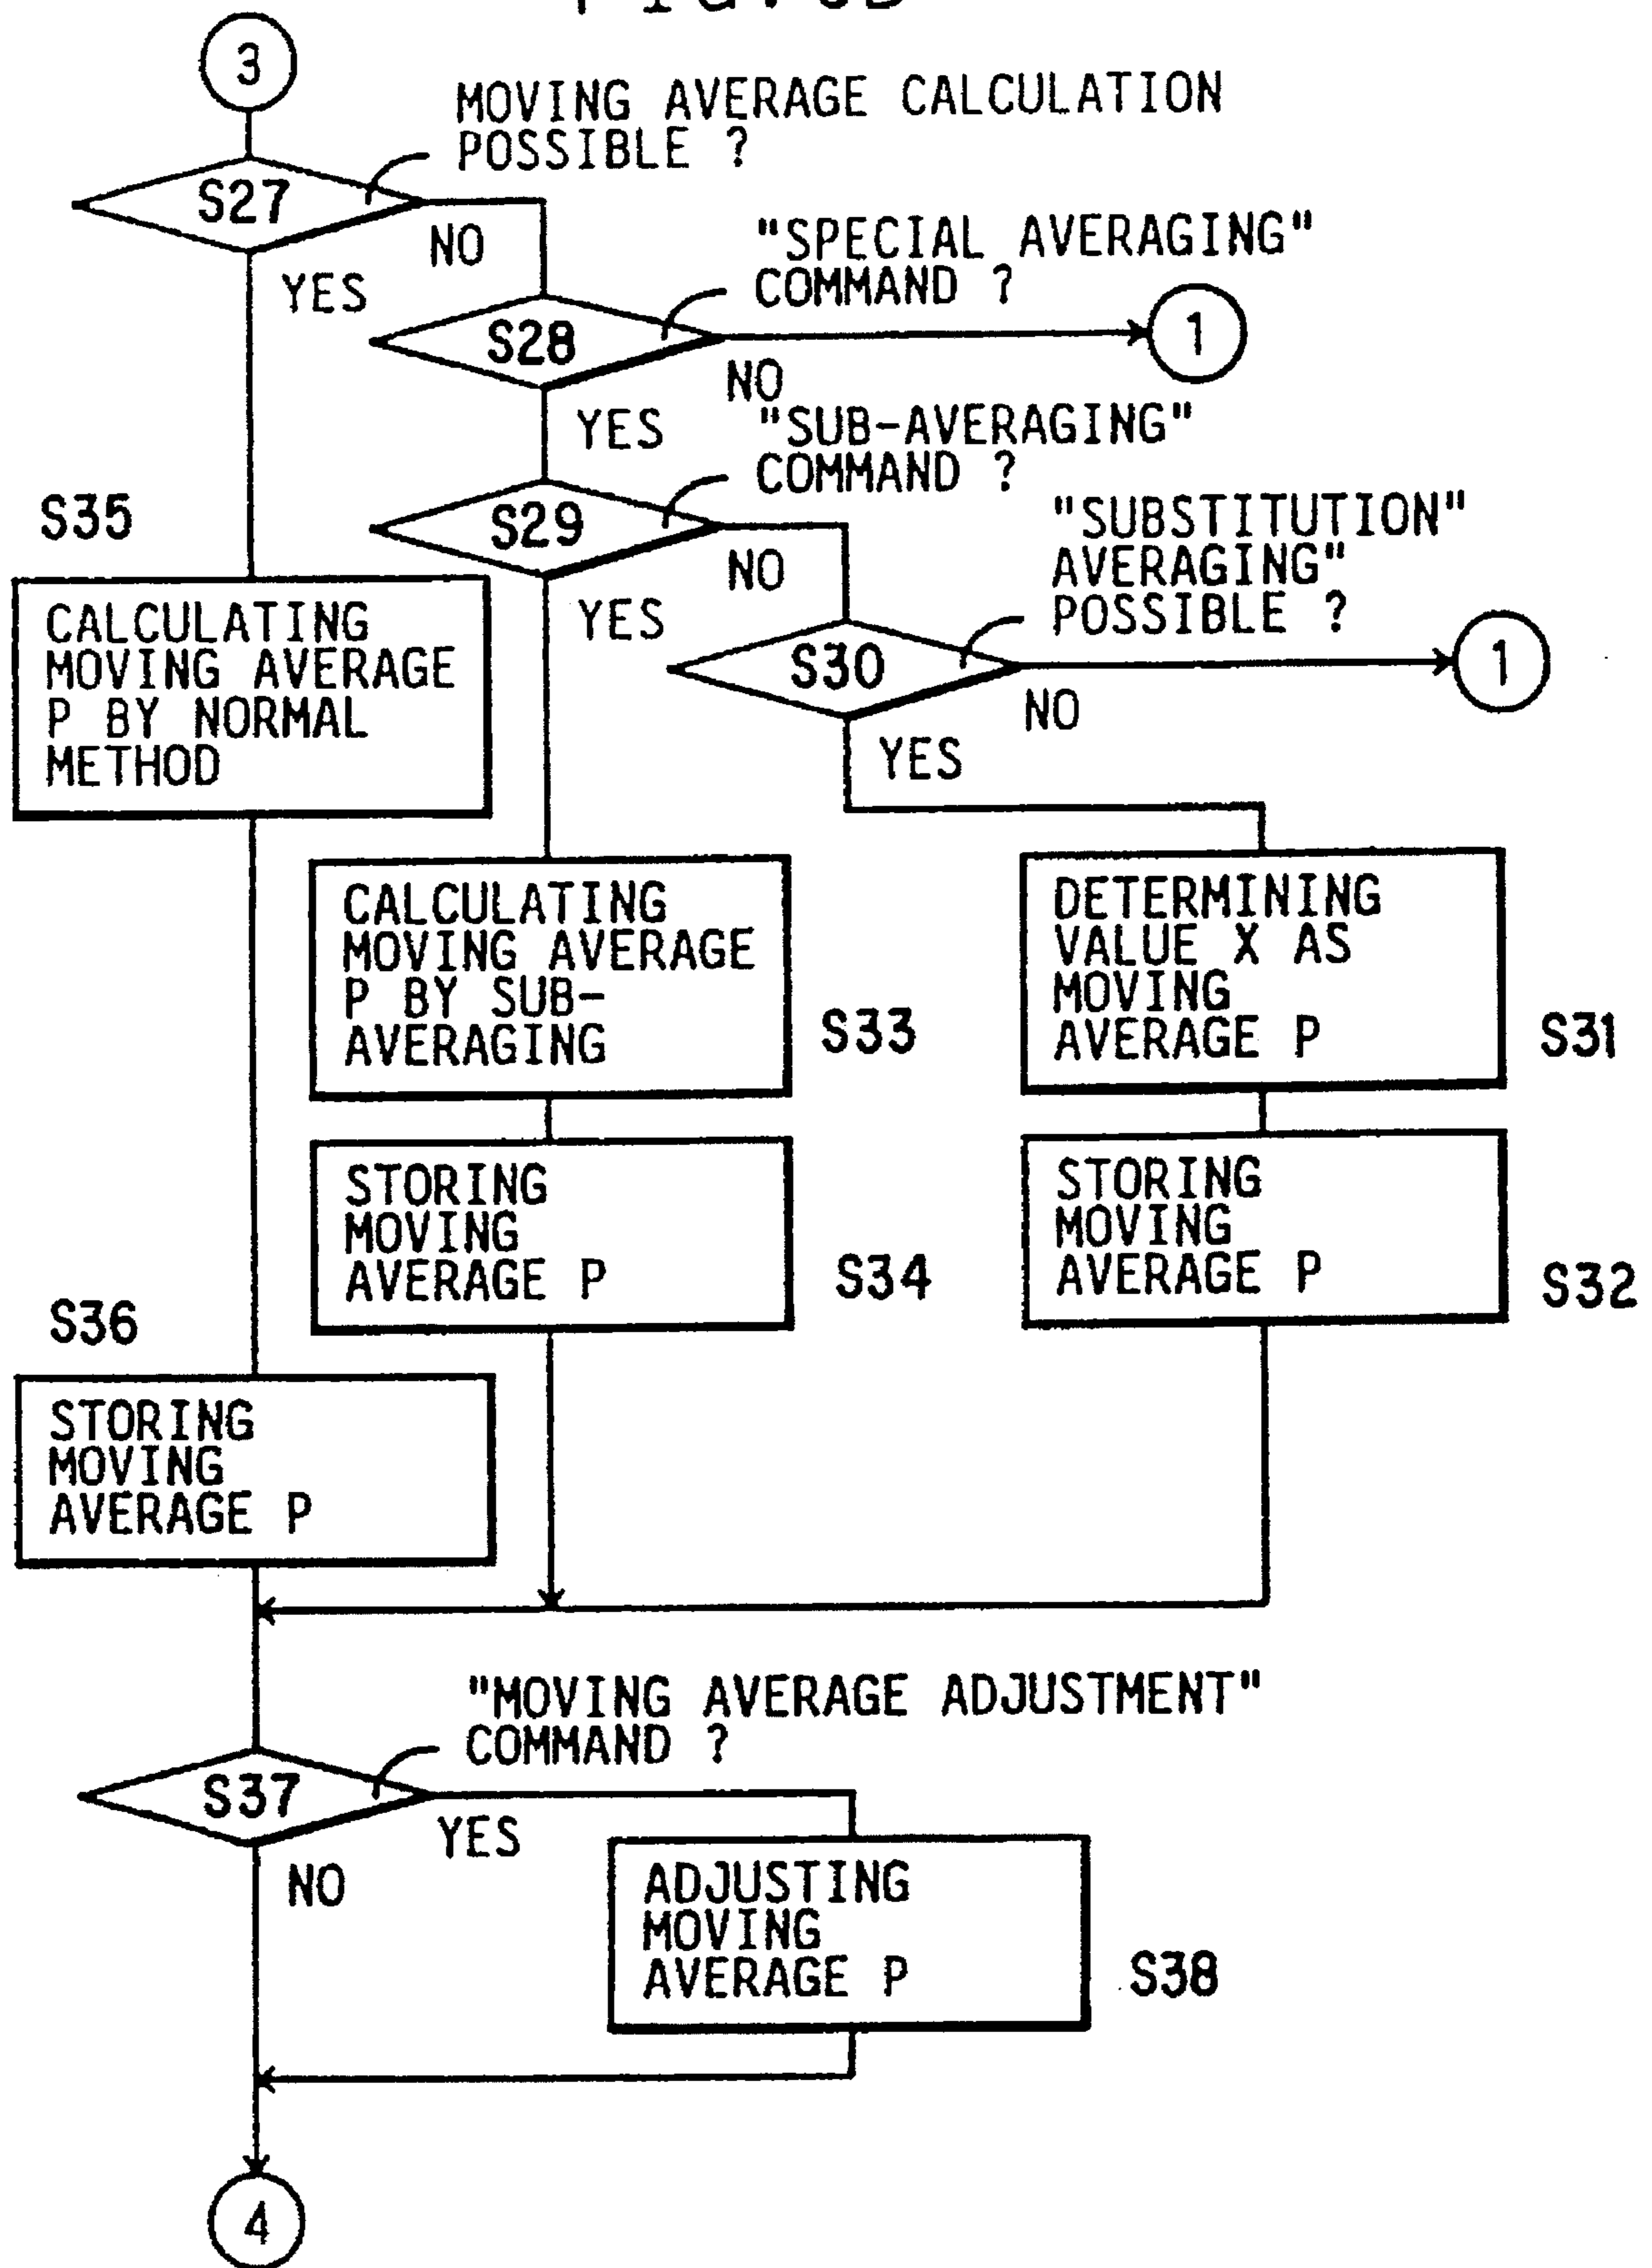 3
MOVING AVERAGE CALCULATION
POSSIBLE ?
S27
NO
YES
"SPECIAL AVERAGING"
COMMAND ?
S28
1
NO
YES
"SUB-AVERAGING"
COMMAND ?
S29
NO
YES
"SUBSTITUTION"
AVERAGING"
POSSIBLE ?
S30
1
NO
YES
S35
CALCULATING
MOVING AVERAGE
P BY NORMAL
METHOD
CALCULATING
MOVING AVERAGE
P BY SUB-
AVERAGING
S33
DETERMINING
VALUE X AS
MOVING
AVERAGE P
S31
STORING
MOVING
AVERAGE P
S34
STORING
MOVING
AVERAGE P
S32
S36
STORING
MOVING
AVERAGE P
"MOVING AVERAGE ADJUSTMENT"
COMMAND ?
S37
YES
NO
ADJUSTING
MOVING
AVERAGE P
S38
4